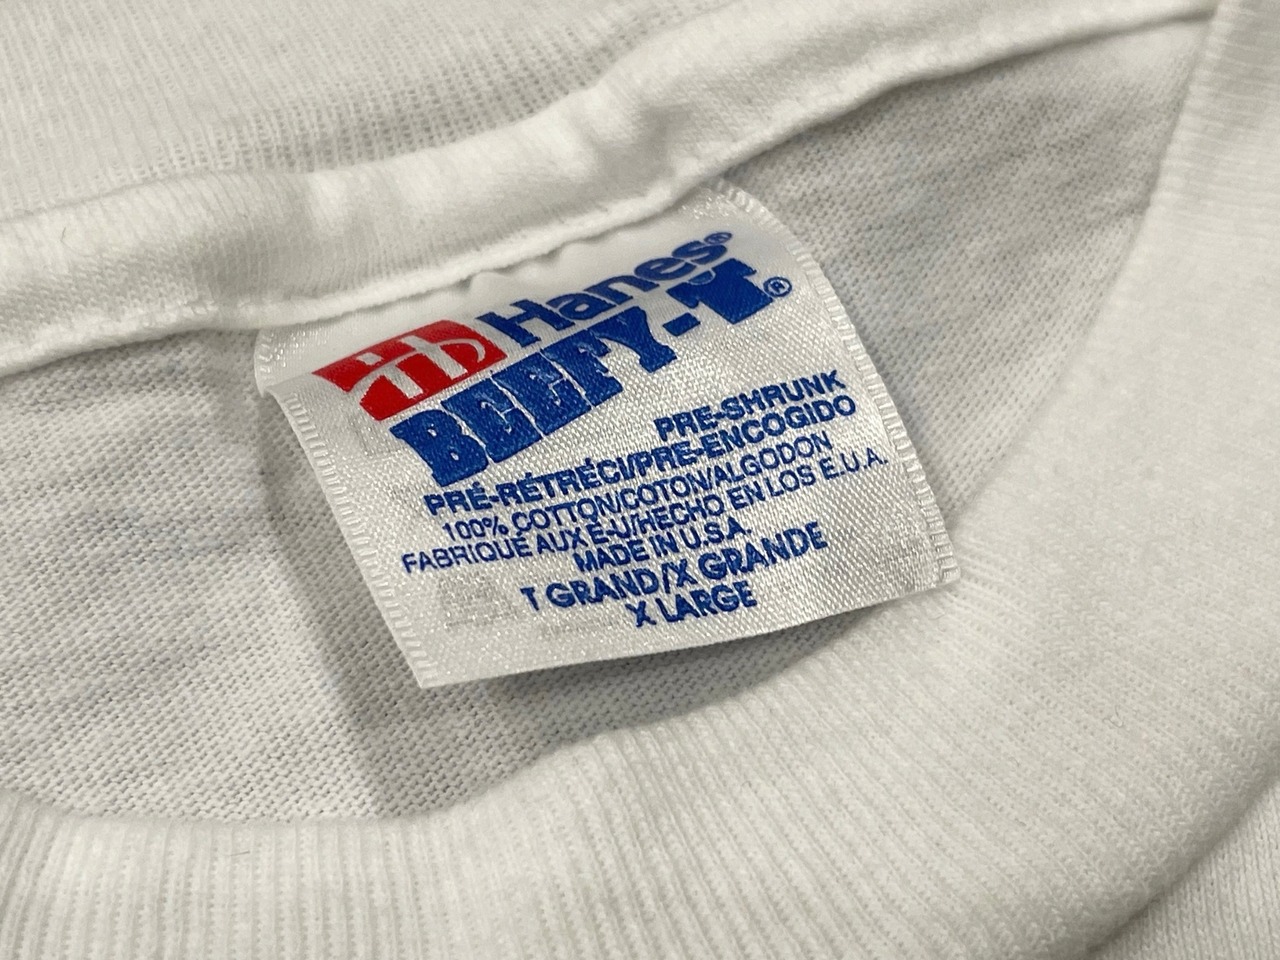 Hanes®
BEEFY-T®
PRE-SHRUNK
PRÉ-RÉTRÉCI/PRE-ENCOGIDO
100% COTTON/COTON/ALGODON
FABRIQUÉ AUX É-U/HECHO EN LOS E.U.A.
MADE IN U.S.A.
T GRAND/X GRANDE
X LARGE